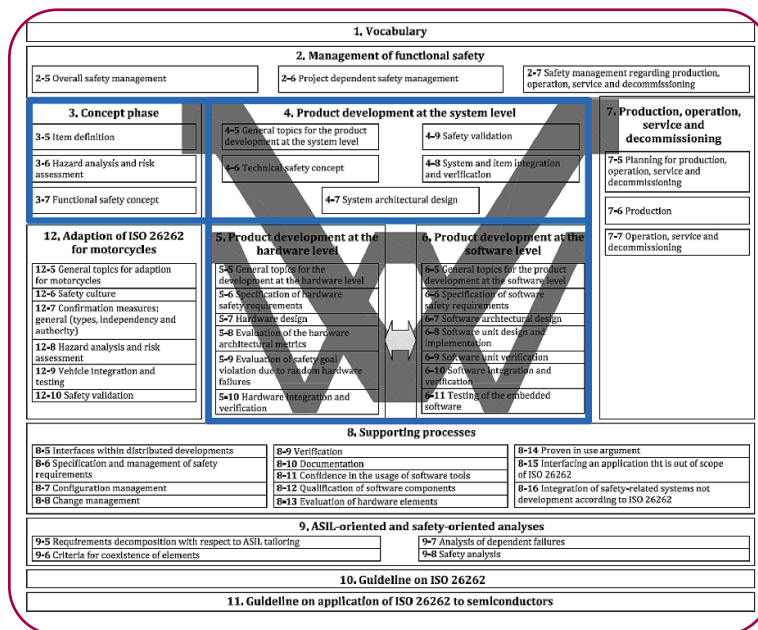 1. Vocabulary
2. Management of functional safety
2-5 Overall safety management
2-6 Project dependent safety management
2-7 Safety management regarding production,
operation, service and decommissioning
3. Concept phase
3-5 Item definition
3-6 Hazard analysis and risk
assessment
3-7 Functional safety concept
4. Product development at the system level
4-5 General topics for the product
development at the system level
4-6 Technical safety concept
4-7 System architectural design
4-9 Safety validation
4-8 System and item integration
and verification
7. Production, operation,
service and
decommissioning
7-5 Planning for production,
operation, service and
decommissioning
7-6 Production
7-7 Operation, service and
decommissioning
12. Adaption of ISO 26262
for motorcycles
12-5 General topics for adaption
for motorcycles
12-6 Safety culture
12-7 Confirmation measures;
general (types, independency and
authority)
12-8 Hazard analysis and risk
assessment
12-9 Vehicle integration and
testing
12-10 Safety validation
5. Product development at the
hardware level
5-5 General topics for the
development at the hardware level
5-6 Specification of hardware
safety requirements
5-7 Hardware design
5-8 Evaluation of the hardware
architectural metrics
5-9 Evaluation of safety goal
violation due to random hardware
failures
5-10 Hardware integration and
verification
6. Product development at the
software level
6-5 General topics for the product
development at the software level
6-6 Specification of software
safety requirements
6-7 Software architectural design
6-8 Software unit design and
implementation
6-9 Software unit verification
6-10 Software integration and
verification
6-11 Testing of the embedded
software
8. Supporting processes
8-5 Interfaces within distributed developments
8-6 Specification and management of safety
requirements
8-7 Configuration management
8-8 Change management
8-9 Verification
8-10 Documentation
8-11 Confidence in the usage of software tools
8-12 Qualification of software components
8-13 Evaluation of hardware elements
8-14 Proven in use argument
8-15 Interfacing an application tht is out of scope
of ISO 26262
8-16 Integration of safety-related systems not
development according to ISO 26262
9. ASIL-oriented and safety-oriented analyses
9-5 Requirements decomposition with respect to ASIL tailoring
9-6 Criteria for coexistence of elements
9-7 Analysis of dependent failures
9-8 Safety analysis
10. Guideline on ISO 26262
11. Guideline on application of ISO 26262 to semiconductors